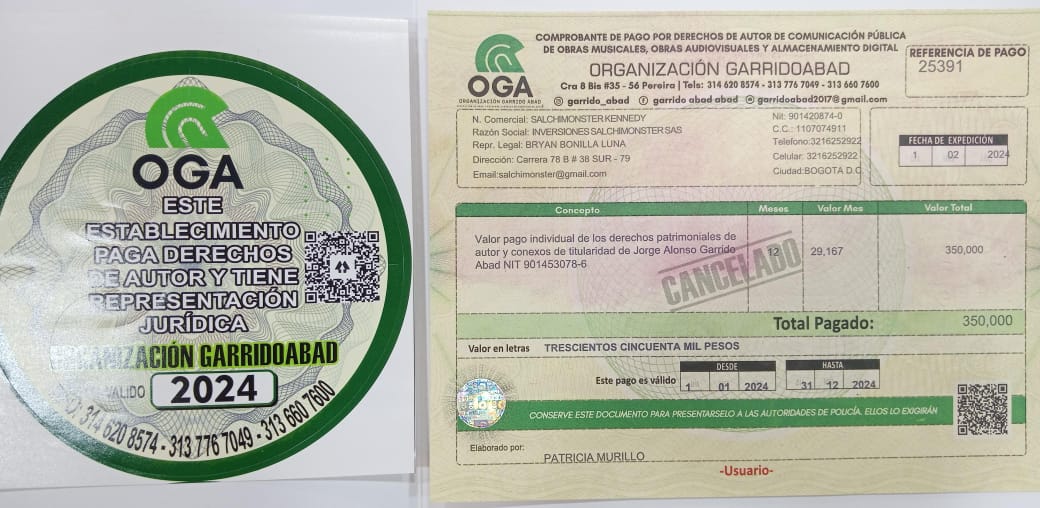 OGA
ESTE
ESTABLECIMIENTO
PAGA DERECHOS
DE AUTOR Y TIENE
REPRESENTACIÓN
JURÍDICA
ORGANIZACIÓN GARRIDOABAD
VALIDO 2024
314 620 8574 - 313 776 7049 - 313 660 7600
OGA
ORGANIZACIÓN GARRIDO ABAD
COMPROBANTE DE PAGO POR DERECHOS DE AUTOR DE COMUNICACIÓN PÚBLICA
DE OBRAS MUSICALES, OBRAS AUDIOVISUALES Y ALMACENAMIENTO DIGITAL
ORGANIZACIÓN GARRIDOABAD
Cra 8 Bis #35 - 56 Pereira | Tels: 314 620 8574 - 313 776 7049 - 313 660 7600
garrido_abad garrido abad abad garridoabad2017@gmail.com
REFERENCIA DE PAGO
25391
N. Comercial: SALCHIMONSTER KENNEDY
Razón Social: INVERSIONES SALCHIMONSTER SAS
Repr. Legal: BRYAN BONILLA LUNA
Dirección: Carrera 78 B # 38 SUR - 79
Email:salchimonster@gmail.com
Nit: 901420874-0
C.C.: 1107074911
Telefono:3216252922
Celular: 3216252922
Ciudad:BOGOTA D.C.
FECHA DE EXPEDICIÓN
1 02 2024
Concepto Meses Valor Mes Valor Total
Valor pago individual de los derechos patrimoniales de
autor y conexos de titularidad de Jorge Alonso Garrido
Abad NIT 901453078-6
12 29,167 350,000
CANCELADO
Total Pagado: 350,000
Valor en letras TRESCIENTOS CINCUENTA MIL PESOS
Este pago es válido
DESDE
1 01 2024
HASTA
31 12 2024
CONSERVE ESTE DOCUMENTO PARA PRESENTARSELO A LAS AUTORIDADES DE POLICÍA, ELLOS LO EXIGIRÁN
Elaborado por:
PATRICIA MURILLO
-Usuario-